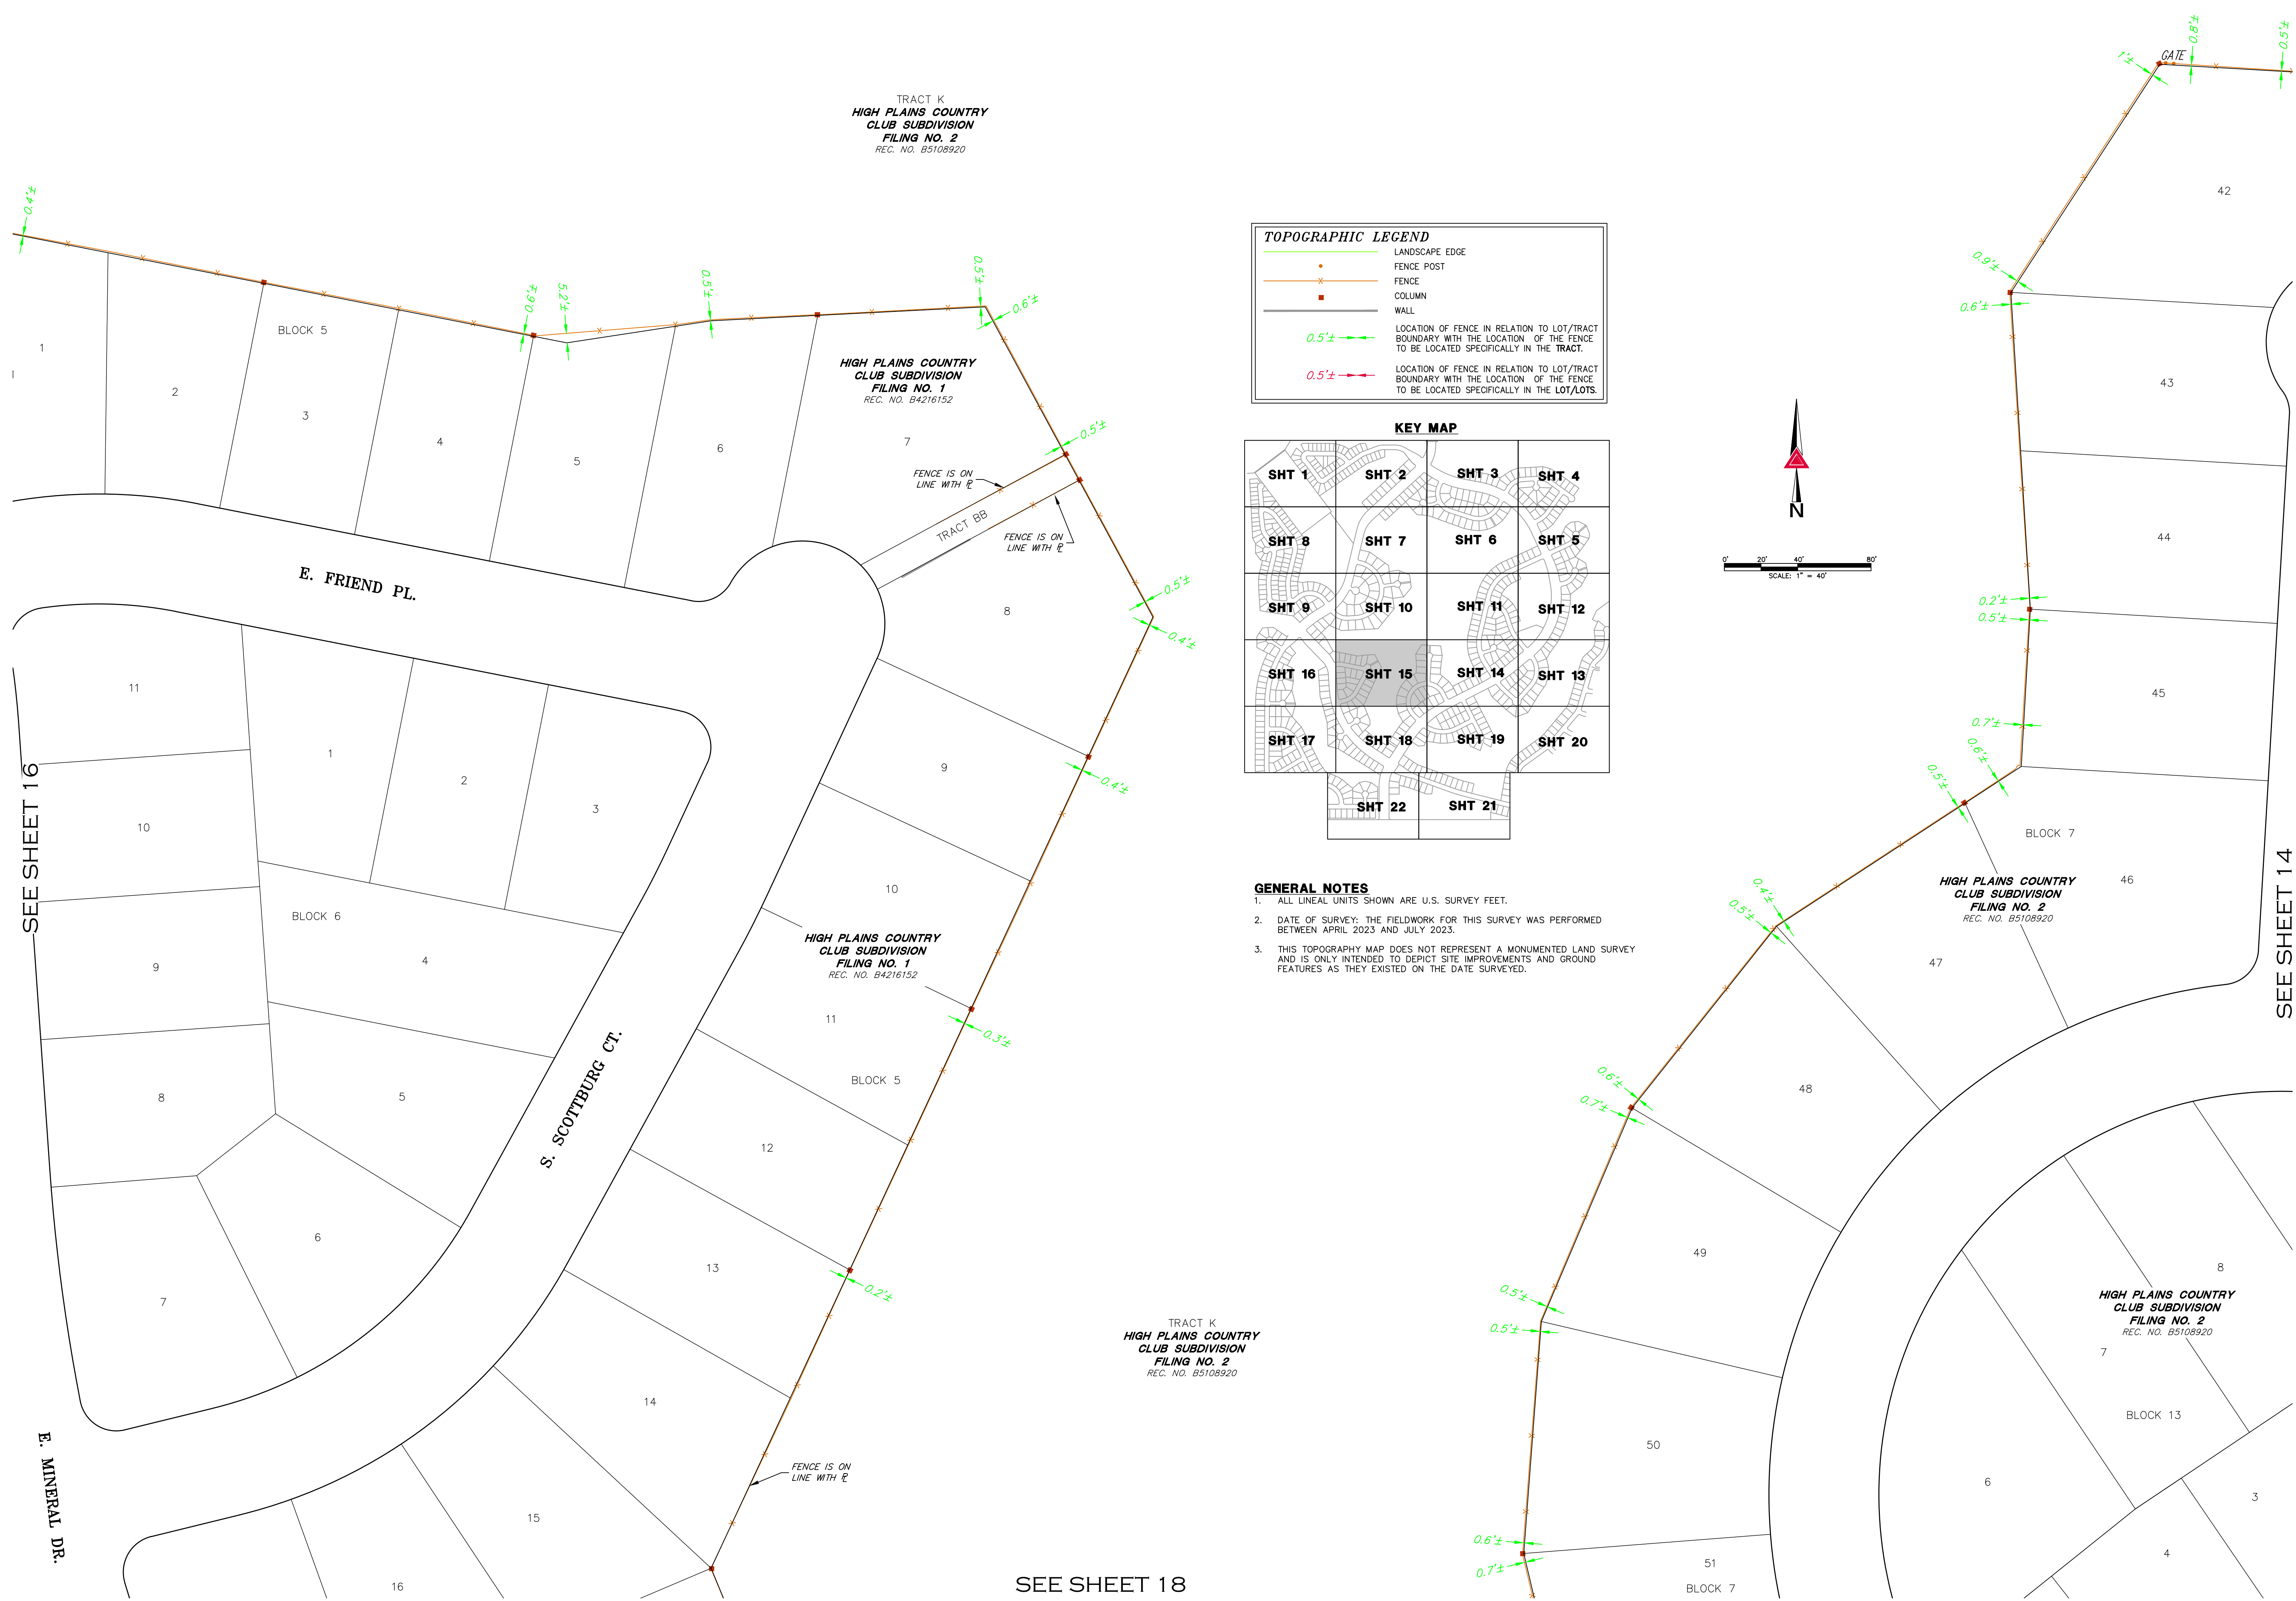 TRACT K
HIGH PLAINS COUNTRY
CLUB SUBDIVISION
FILING NO. 2
REC. NO. B5108920
0.4'±
0.9'±
5.2'±
0.5'±
0.5'±
0.6'±
1
2
BLOCK 5
3
4
5
6
7
HIGH PLAINS COUNTRY
CLUB SUBDIVISION
FILING NO. 1
REC. NO. B4216152
0.5'±
FENCE IS ON
LINE WITH ℄
TRACT BB
FENCE IS ON
LINE WITH ℄
0.5'±
0.4'±
8
E. FRIEND PL.
11
1
2
3
9
0.4'±
SEE SHEET 16
10
BLOCK 6
4
9
10
HIGH PLAINS COUNTRY
CLUB SUBDIVISION
FILING NO. 1
REC. NO. B4216152
11
0.3'±
BLOCK 5
8
5
S. SCOTTBURG CT.
12
6
7
13
0.2'±
14
E. MINERAL DR.
FENCE IS ON
LINE WITH ℄
15
16
TRACT K
HIGH PLAINS COUNTRY
CLUB SUBDIVISION
FILING NO. 2
REC. NO. B5108920
SEE SHEET 18
TOPOGRAPHIC LEGEND
LANDSCAPE EDGE
FENCE POST
FENCE
COLUMN
WALL
0.5'±
LOCATION OF FENCE IN RELATION TO LOT/TRACT
BOUNDARY WITH THE LOCATION OF THE FENCE
TO BE LOCATED SPECIFICALLY IN THE TRACT.
0.5'±
LOCATION OF FENCE IN RELATION TO LOT/TRACT
BOUNDARY WITH THE LOCATION OF THE FENCE
TO BE LOCATED SPECIFICALLY IN THE LOT/LOTS.
KEY MAP
SHT 1
SHT 2
SHT 3
SHT 4
SHT 8
SHT 7
SHT 6
SHT 5
SHT 9
SHT 10
SHT 11
SHT 12
SHT 16
SHT 15
SHT 14
SHT 13
SHT 17
SHT 18
SHT 19
SHT 20
SHT 22
SHT 21
GENERAL NOTES
1. ALL LINEAL UNITS SHOWN ARE U.S. SURVEY FEET.
2. DATE OF SURVEY: THE FIELDWORK FOR THIS SURVEY WAS PERFORMED
BETWEEN APRIL 2023 AND JULY 2023.
3. THIS TOPOGRAPHY MAP DOES NOT REPRESENT A MONUMENTED LAND SURVEY
AND IS ONLY INTENDED TO DEPICT SITE IMPROVEMENTS AND GROUND
FEATURES AS THEY EXISTED ON THE DATE SURVEYED.
N
0' 20' 40' 80'
SCALE: 1" = 40'
1'±
GATE
0.8'±
0.5'±
42
0.9'±
0.6'±
43
44
0.2'±
0.5'±
45
0.7'±
0.6'±
0.5'±
BLOCK 7
46
HIGH PLAINS COUNTRY
CLUB SUBDIVISION
FILING NO. 2
REC. NO. B5108920
SEE SHEET 14
0.4'±
0.5'±
47
48
0.6'±
0.7'±
49
0.5'±
0.5'±
8
HIGH PLAINS COUNTRY
CLUB SUBDIVISION
FILING NO. 2
REC. NO. B5108920
7
BLOCK 13
50
6
3
0.6'±
0.7'±
51
BLOCK 7
4